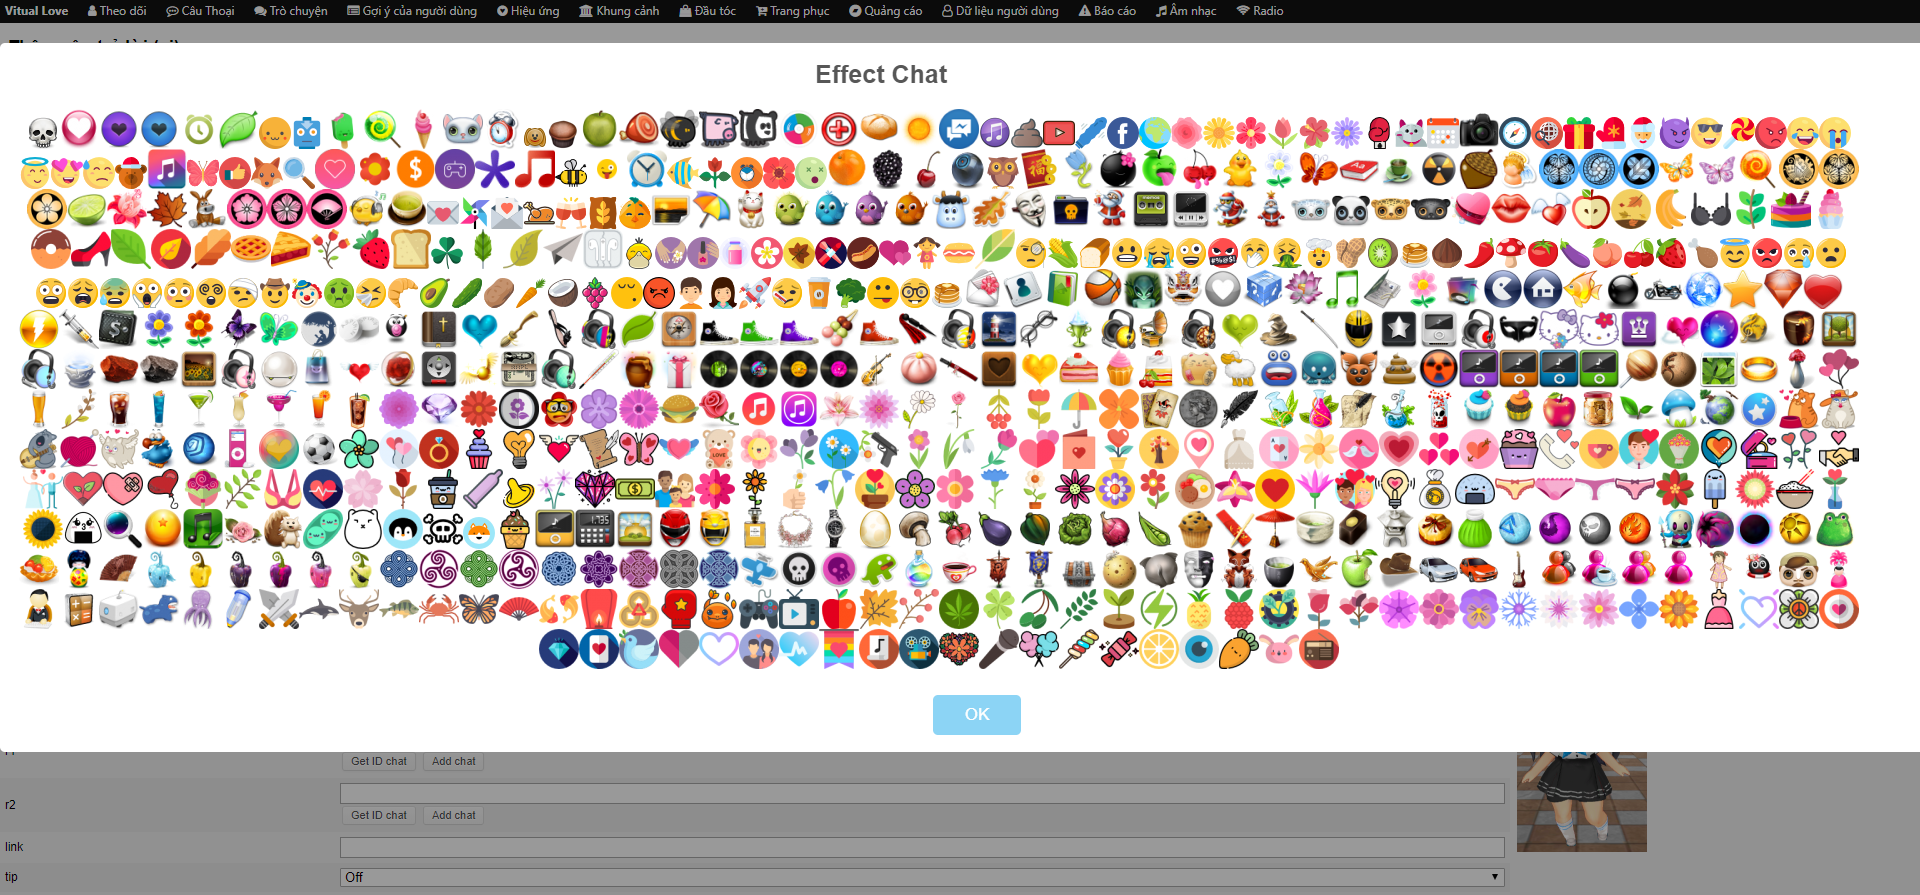 Vitual Love Theo dõi Câu Thoại Trò chuyện Gợi ý của người dùng Hiệu ứng Khung cảnh Đầu tóc Trang phục Quảng cáo Dữ liệu người dùng Báo cáo Âm nhạc Radio
Effect Chat
OK
Get ID chat Add chat
r2
Get ID chat Add chat
link
tip Off